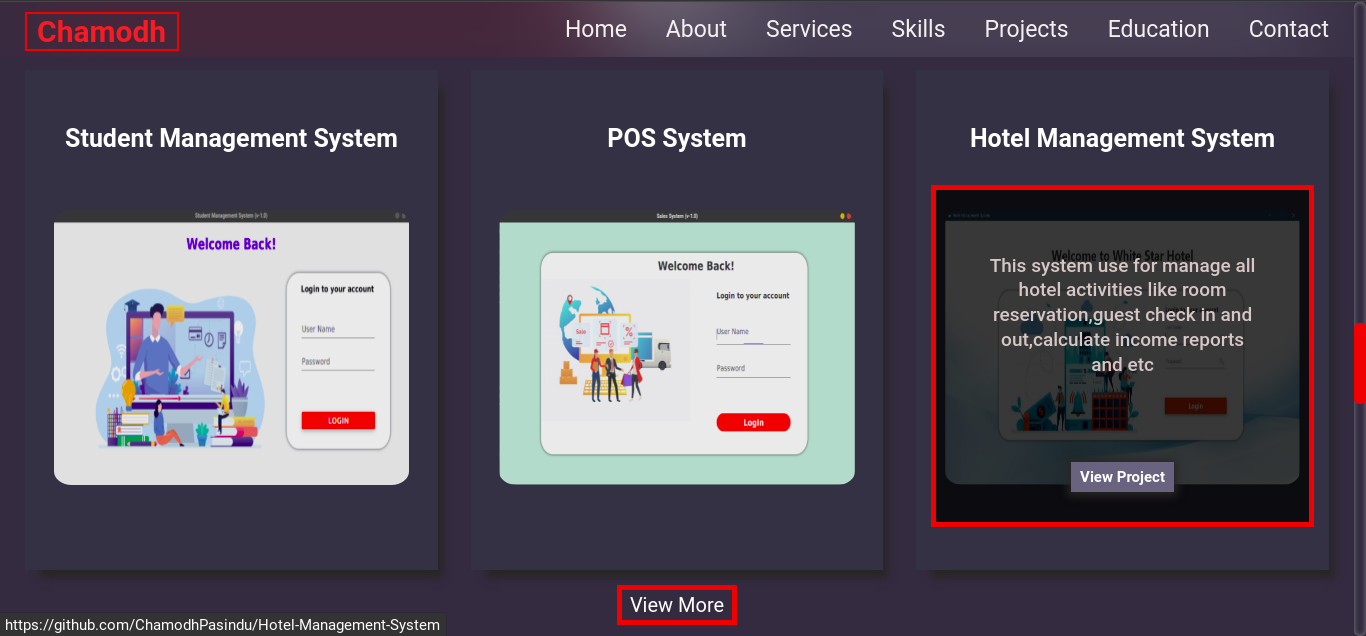 Chamodh
Home About Services Skills Projects Education Contact
Student Management System
Student Management System (v-1.0)
Welcome Back!
Login to your account
User Name
Password
LOGIN
POS System
Sales System (v-1.0)
Welcome Back!
Login to your account
Sale
User Name
Password
Login
Hotel Management System
Welcome to White Star Hotel
This system use for manage all
hotel activities like room
reservation,guest check in and
out,calculate income reports
and etc
Login
View Project
View More
https://github.com/ChamodhPasindu/Hotel-Management-System